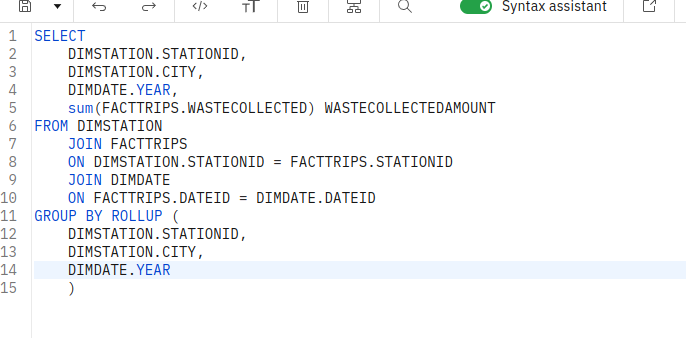 </> TT Syntax assistant
1 SELECT
2 DIMSTATION.STATIONID,
3 DIMSTATION.CITY,
4 DIMDATE.YEAR,
5 sum(FACTTRIPS.WASTECOLLECTED) WASTECOLLECTEDAMOUNT
6 FROM DIMSTATION
7 JOIN FACTTRIPS
8 ON DIMSTATION.STATIONID = FACTTRIPS.STATIONID
9 JOIN DIMDATE
10 ON FACTTRIPS.DATEID = DIMDATE.DATEID
11 GROUP BY ROLLUP (
12 DIMSTATION.STATIONID,
13 DIMSTATION.CITY,
14 DIMDATE.YEAR
15 )